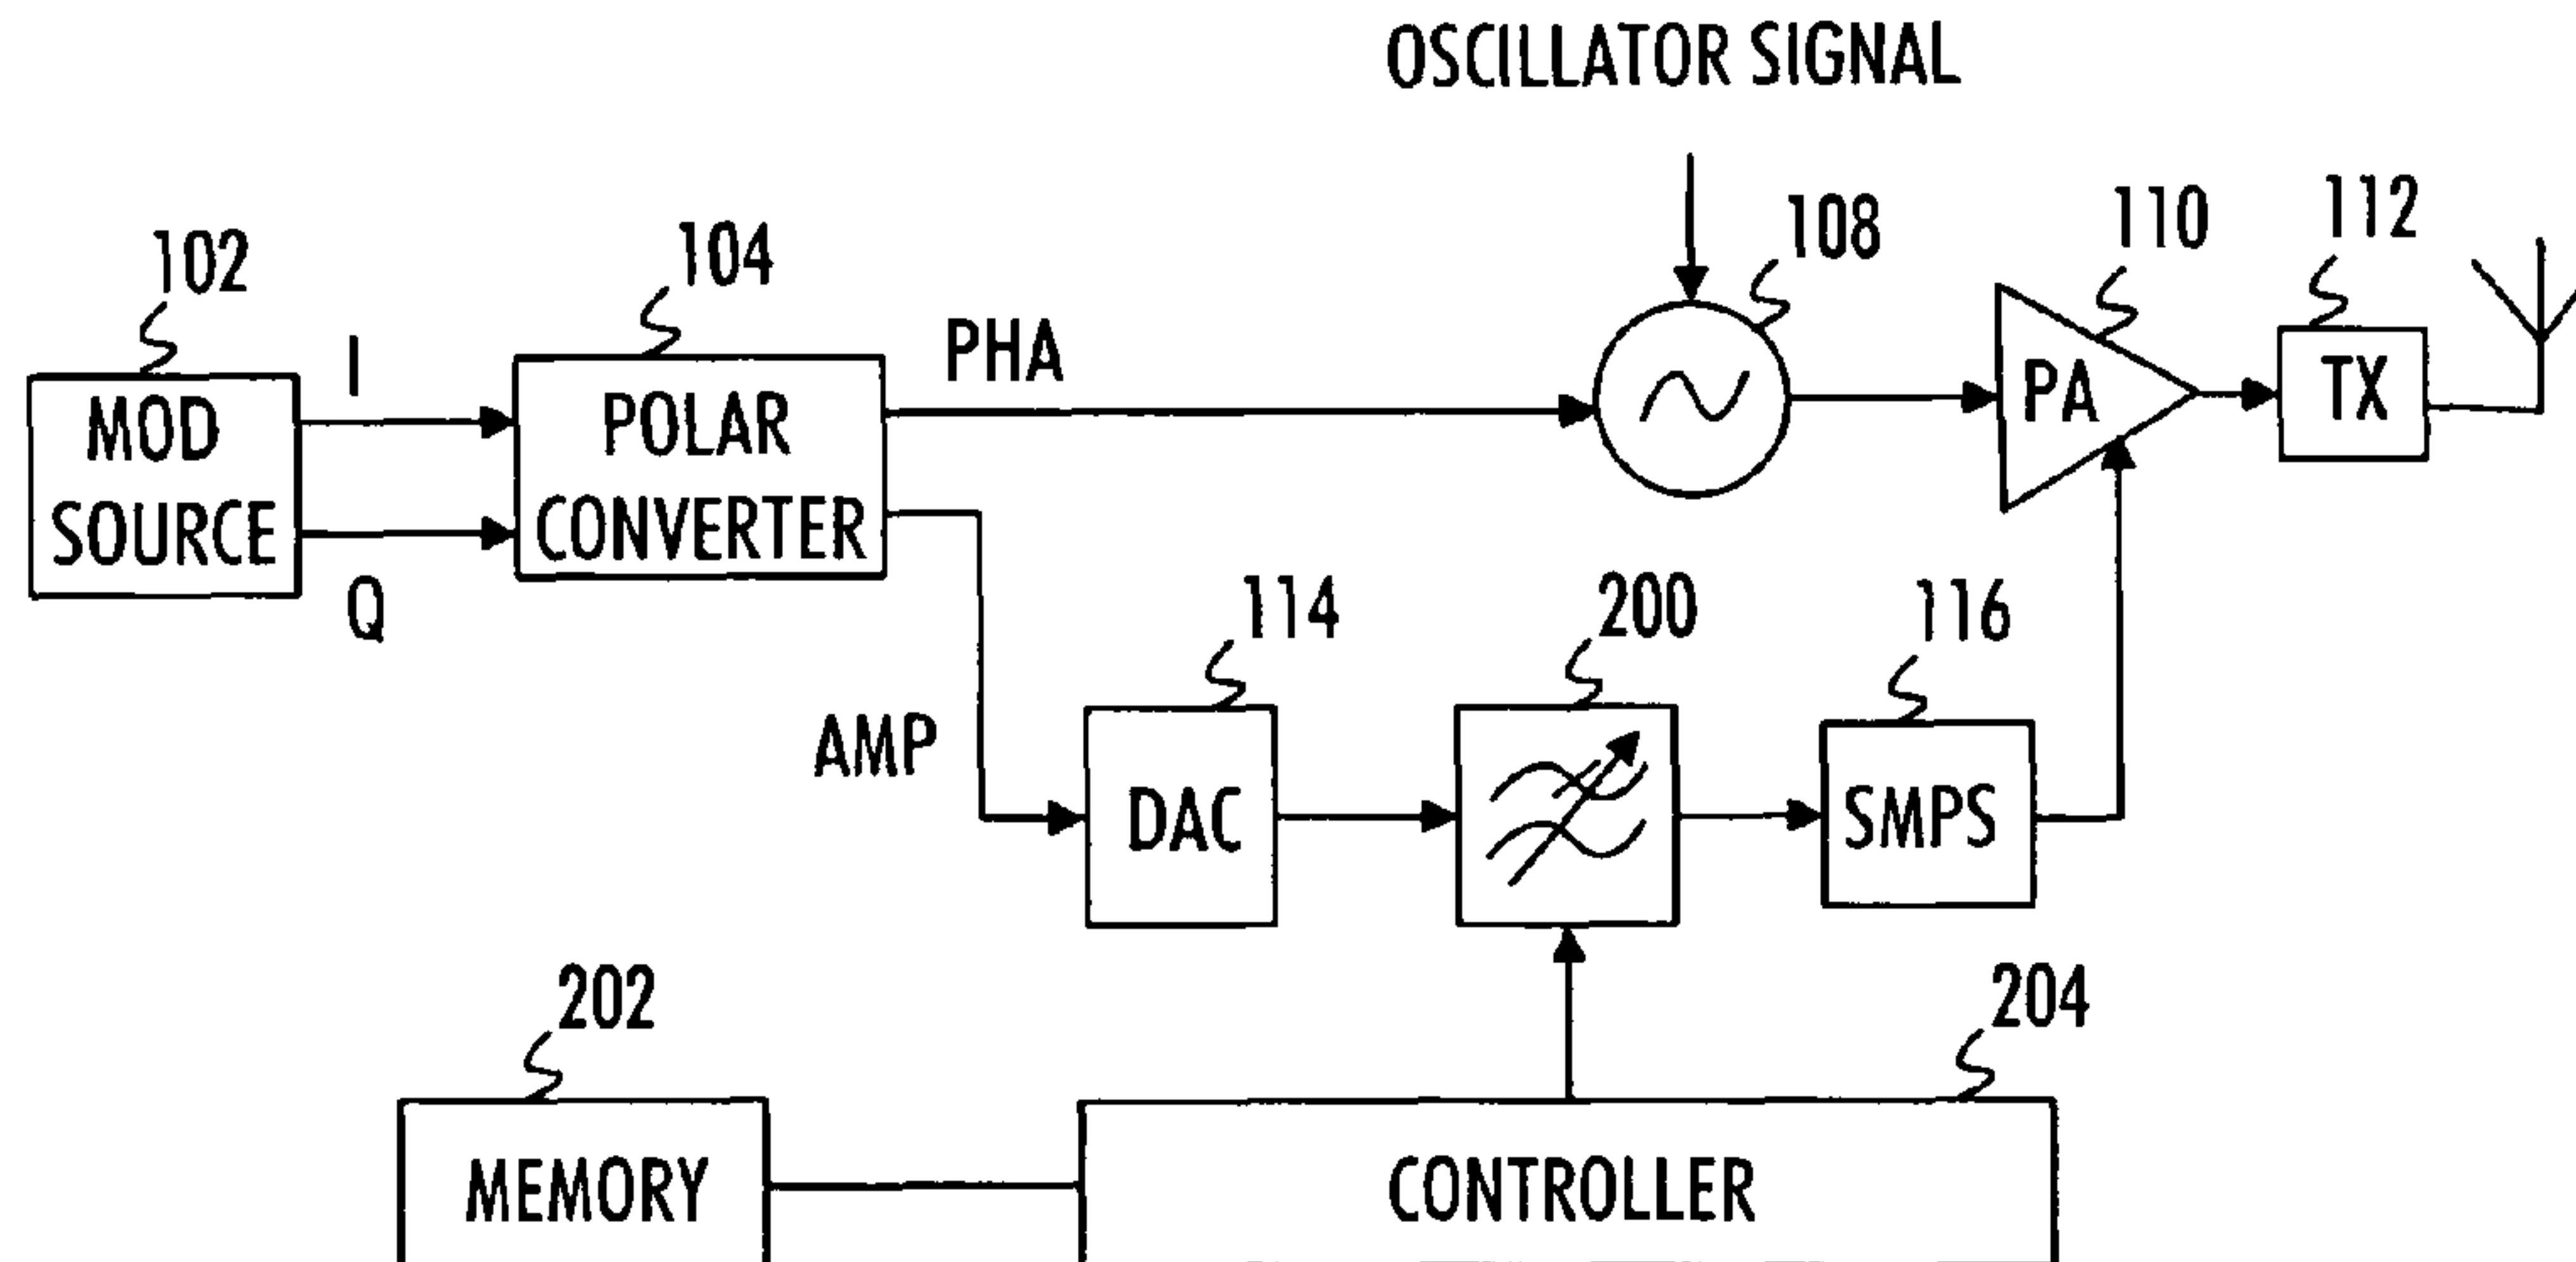 OSCILLATOR SIGNAL
102
104
108
110
112
I
PHA
MOD
SOURCE
POLAR
CONVERTER
PA
TX
Q
114
200
116
AMP
DAC
SMPS
202
204
MEMORY
CONTROLLER